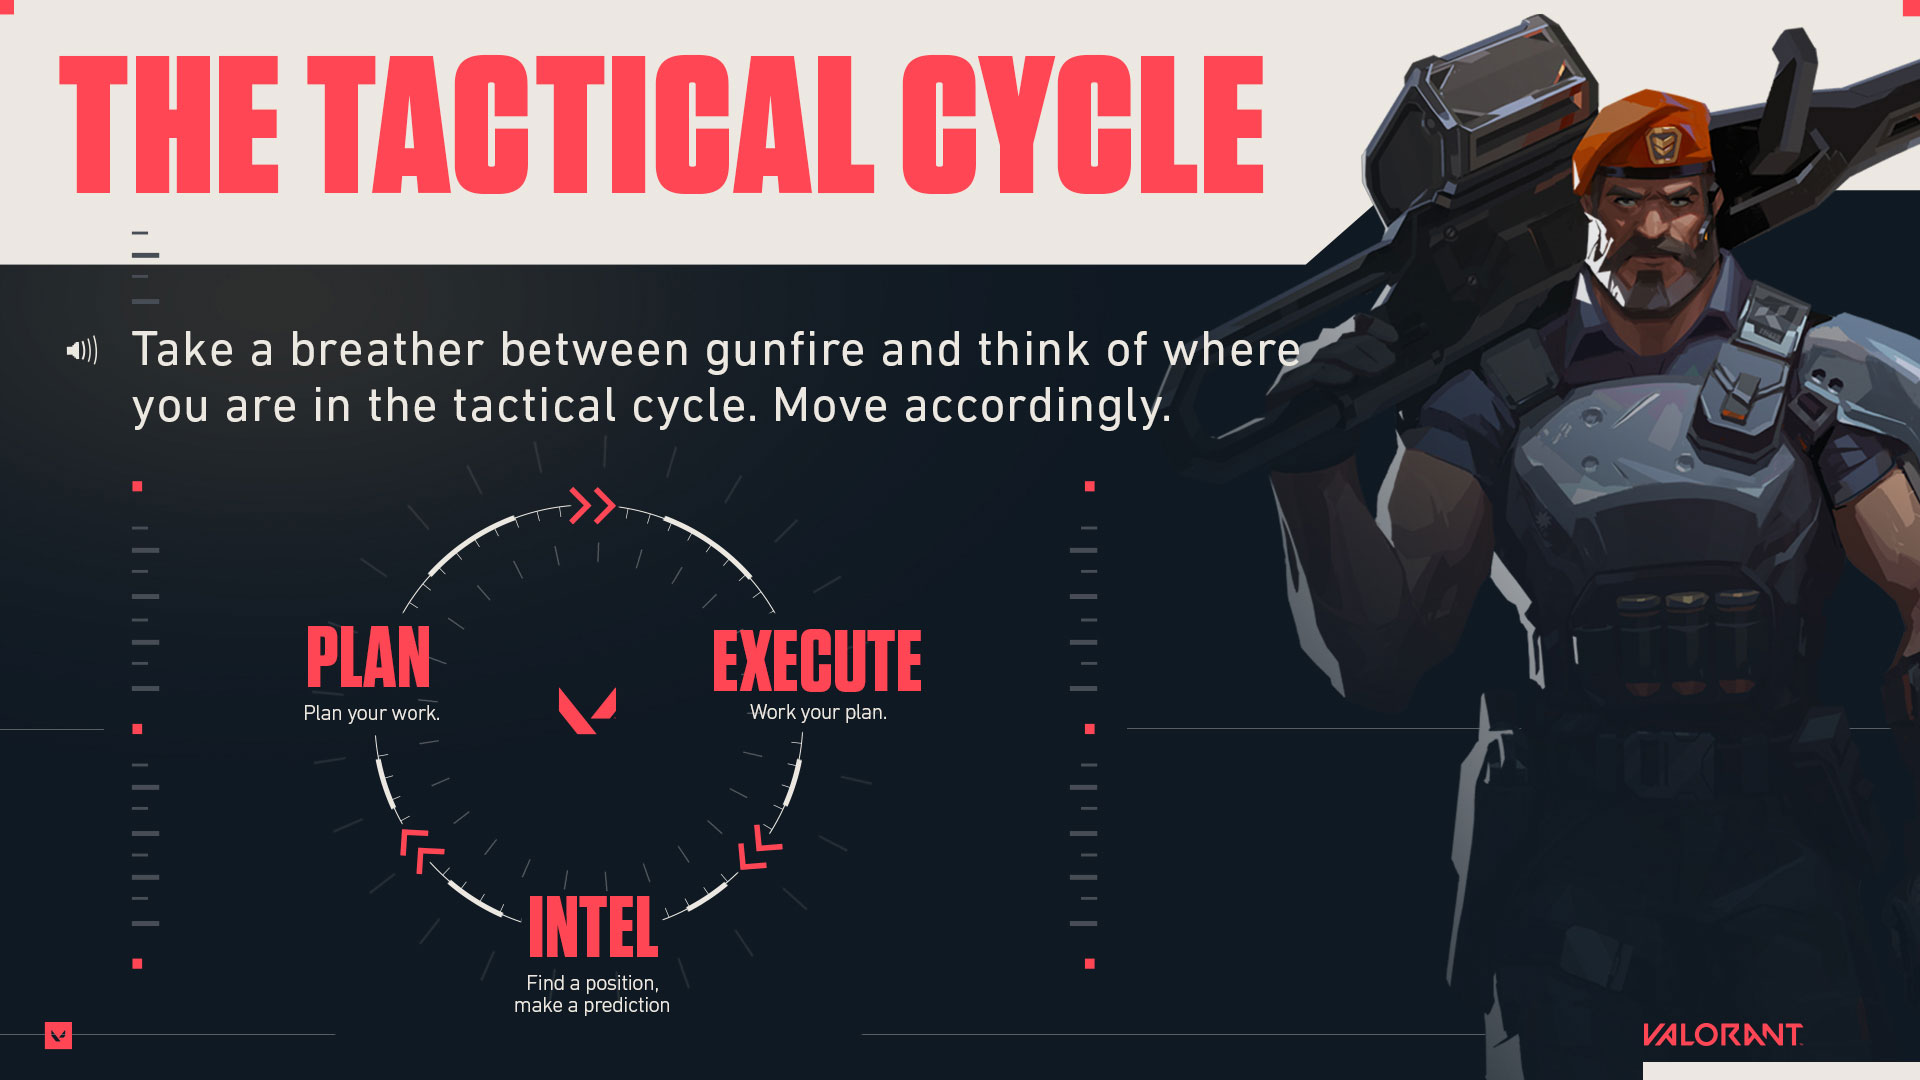 THE TACTICAL CYCLE
Take a breather between gunfire and think of where
you are in the tactical cycle. Move accordingly.
PLAN
Plan your work.
EXECUTE
Work your plan.
INTEL
Find a position,
make a prediction
VALORANT